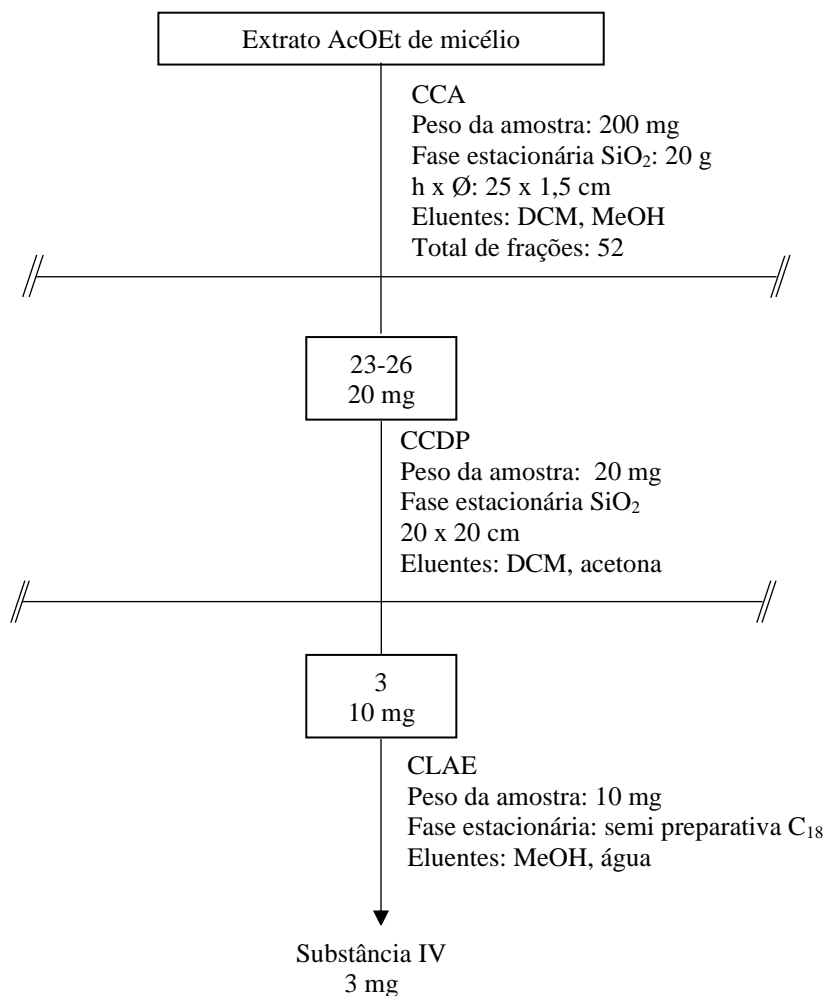 Extrato AcOEt de micélio
CCA
Peso da amostra: 200 mg
Fase estacionária SiO₂: 20 g
h x Ø: 25 x 1,5 cm
Eluentes: DCM, MeOH
Total de frações: 52
23-26
20 mg
CCDP
Peso da amostra:  20 mg
Fase estacionária SiO₂
20 x 20 cm
Eluentes: DCM, acetona
3
10 mg
CLAE
Peso da amostra: 10 mg
Fase estacionária: semi preparativa C₁₈
Eluentes: MeOH, água
Substância IV
3 mg